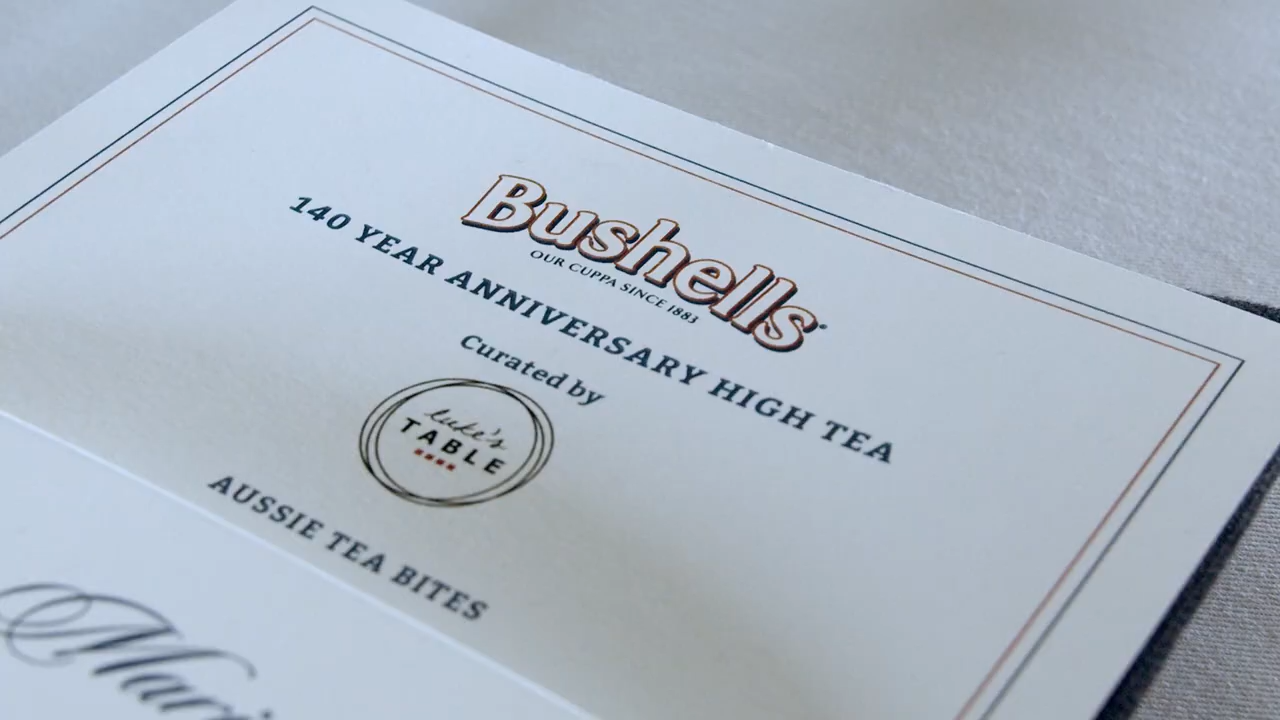 Bushells
OUR CUPPA SINCE 1883
140 YEAR ANNIVERSARY HIGH TEA
Curated by
Luke's
TABLE
AUSSIE TEA BITES